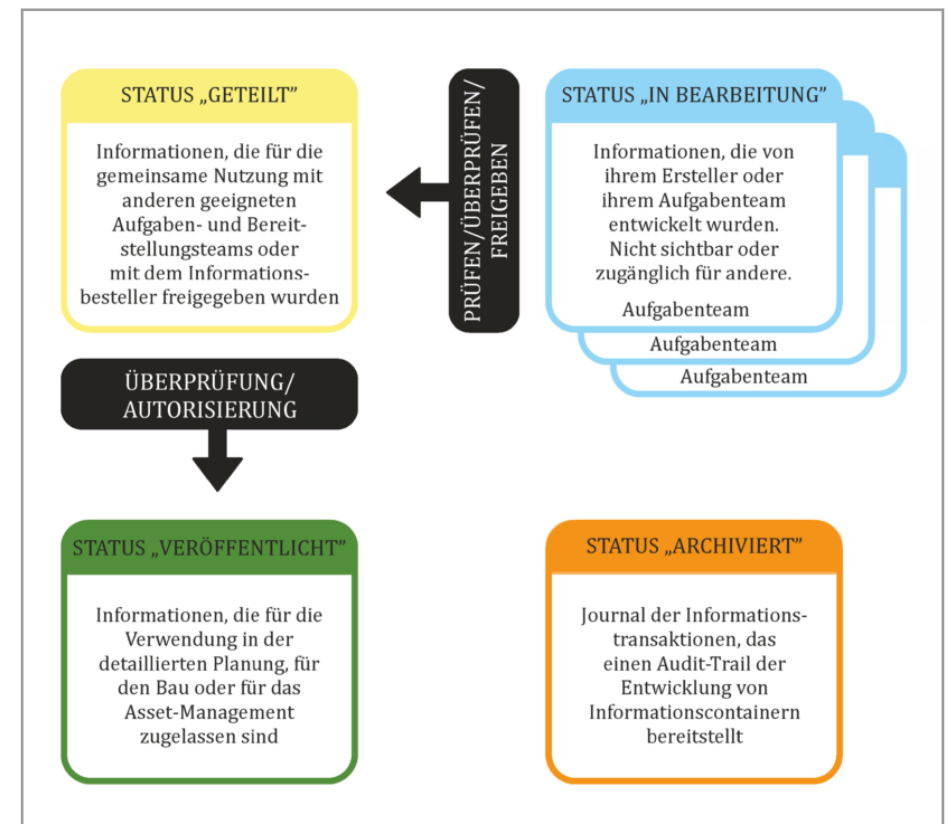 STATUS „GETEILT”
Informationen, die für die
gemeinsame Nutzung mit
anderen geeigneten
Aufgaben- und Bereit-
stellungsteams oder
mit dem Informations-
besteller freigegeben wurden
PRÜFEN/ÜBERPRÜFEN/
FREIGEBEN
STATUS „IN BEARBEITUNG”
Informationen, die von
ihrem Ersteller oder
ihrem Aufgabenteam
entwickelt wurden.
Nicht sichtbar oder
zugänglich für andere.
Aufgabenteam
Aufgabenteam
Aufgabenteam
ÜBERPRÜFUNG/
AUTORISIERUNG
STATUS „VERÖFFENTLICHT”
Informationen, die für die
Verwendung in der
detaillierten Planung, für
den Bau oder für das
Asset-Management
zugelassen sind
STATUS „ARCHIVIERT”
Journal der Informations-
transaktionen, das
einen Audit-Trail der
Entwicklung von
Informationscontainern
bereitstellt